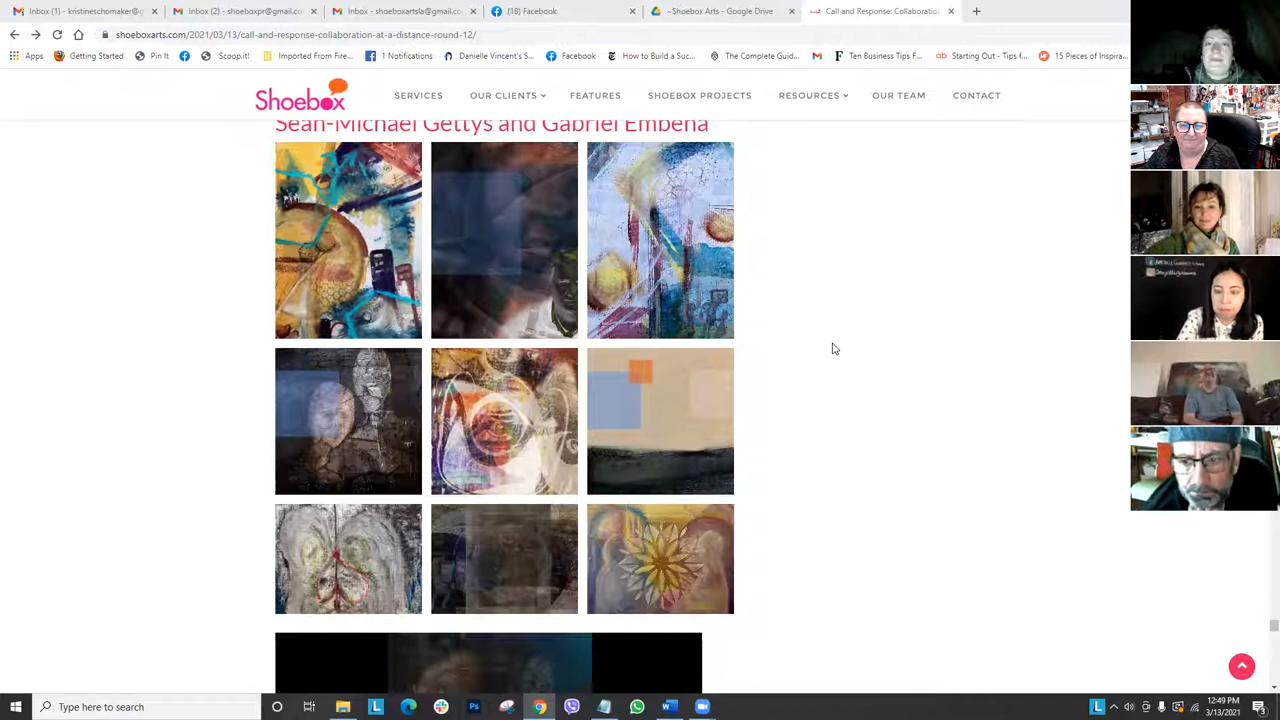 Inbox (1) - kristineschomaker@g
Inbox (2) - shoeboxpr@gmail.co
Inbox - shoeboxartsla@gmail.co
(18) Facebook
~Shoebox Arts - Google Drive
Call and Response: Collaboratio
shoeboxarts.com/2021/03/13/call-and-response-collaboration-at-a-distance-round-12/
Apps
Getting Started
Pin It
Scoop.it!
Imported From Fire...
1 Notifications
Danielle Vincent's S...
Facebook
How to Build a Suc...
The Complete Guid...
Ten Business Tips F...
Starting Out - Tips f...
15 Pieces of Inspira...
Shoebox
SERVICES
OUR CLIENTS
FEATURES
SHOEBOX PROJECTS
RESOURCES
OUR TEAM
CONTACT
Sean-Michael Gettys and Gabriel Embeha
Type here to search
12:49 PM
3/13/2021